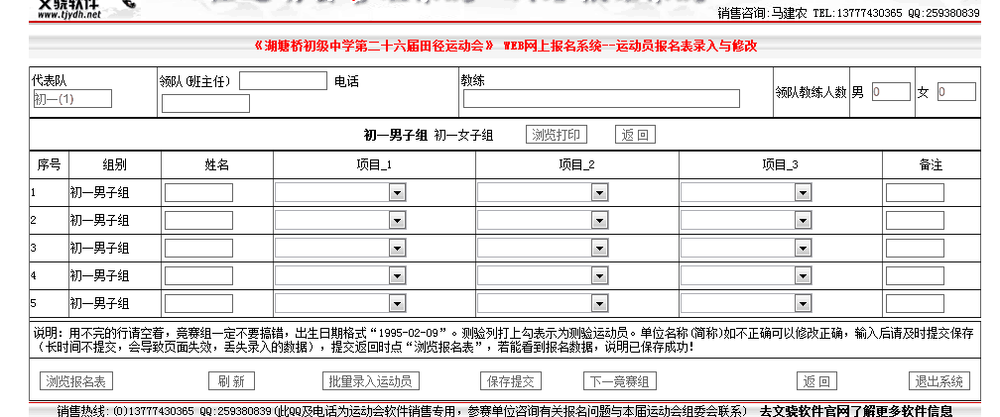 文骁软件
www.tjydh.net
销售咨询:马建农 TEL:13777430365 QQ:259380839
《湖塘桥初级中学第二十六届田径运动会》 WEB网上报名系统--运动员报名表录入与修改
代表队 领队(班主任) 电话 教练 领队教练人数 男 0 女 0
初一(1)
初一男子组 初一女子组 浏览打印 返 回
序号 组别 姓名 项目_1 项目_2 项目_3 备注
1 初一男子组
2 初一男子组
3 初一男子组
4 初一男子组
5 初一男子组
说明：用不完的行请空着，竞赛组一定不要搞错，出生日期格式“1995-02-09”。测验列打上勾表示为测验运动员。单位名称(简称)如不正确可以修改正确，输入后请及时提交保存
（长时间不提交，会导致页面失效，丢失录入的数据），提交返回时点“浏览报名表”，若能看到报名数据，说明已保存成功！
浏览报名表 刷 新 批量录入运动员 保存提交 下一竞赛组 返 回 退出系统
销售热线: (0)13777430365 QQ:259380839(此QQ及电话为运动会软件销售专用，参赛单位咨询有关报名问题与本届运动会组委会联系） 去文骁软件官网了解更多软件信息